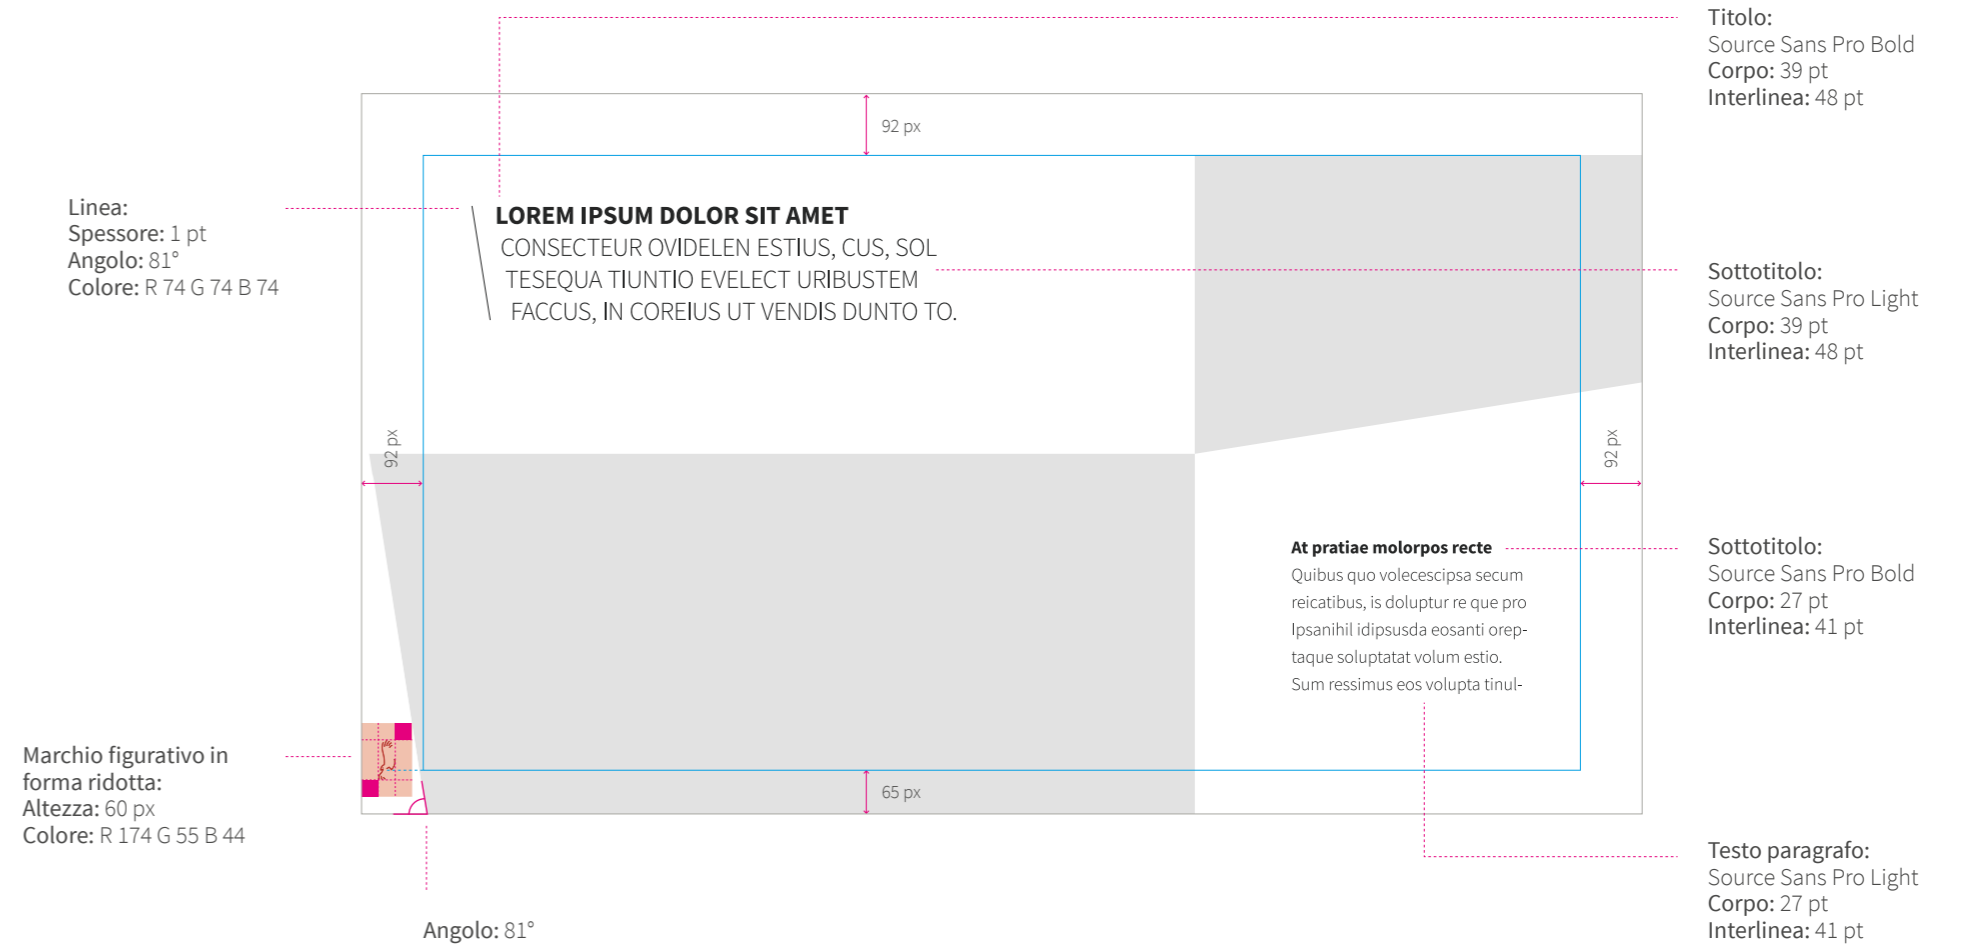 Titolo:
Source Sans Pro Bold
Corpo: 39 pt
Interlinea: 48 pt
92 px
Linea:
Spessore: 1 pt
Angolo: 81°
Colore: R 74 G 74 B 74
LOREM IPSUM DOLOR SIT AMET
CONSECTEUR OVIDELEN ESTIUS, CUS, SOL
TESEQUA TIUNTIO EVELECT URIBUSTEM
FACCUS, IN COREIUS UT VENDIS DUNTO TO.
Sottotitolo:
Source Sans Pro Light
Corpo: 39 pt
Interlinea: 48 pt
92 px
92 px
At pratiae molorpos recte
Quibus quo volecescipsa secum
reicatibus, is doluptur re que pro
Ipsanihil idipsusda eosanti orep-
taque soluptatat volum estio.
Sum ressimus eos volupta tinul-
Sottotitolo:
Source Sans Pro Bold
Corpo: 27 pt
Interlinea: 41 pt
Marchio figurativo in
forma ridotta:
Altezza: 60 px
Colore: R 174 G 55 B 44
65 px
Angolo: 81°
Testo paragrafo:
Source Sans Pro Light
Corpo: 27 pt
Interlinea: 41 pt